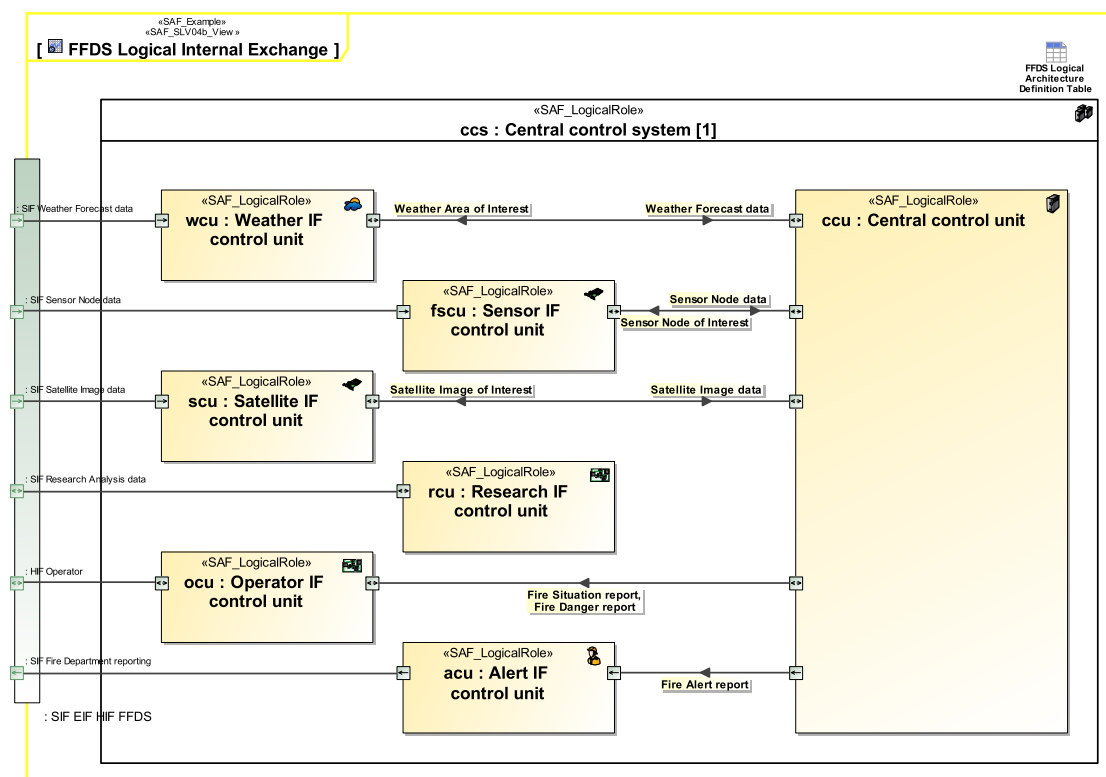 «SAF_Example»
«SAF_SLV04b_View »
[ FFDS Logical Internal Exchange ]
FFDS Logical
Architecture
Definition Table
«SAF_LogicalRole»
ccs : Central control system [1]
: SIF Weather Forecast data
«SAF_LogicalRole»
wcu : Weather IF
control unit
Weather Area of Interest
Weather Forecast data
«SAF_LogicalRole»
ccu : Central control unit
: SIF Sensor Node data
«SAF_LogicalRole»
fscu : Sensor IF
control unit
Sensor Node data
Sensor Node of Interest
: SIF Satellite Image data
«SAF_LogicalRole»
scu : Satellite IF
control unit
Satellite Image of Interest
Satellite Image data
: SIF Research Analysis data
«SAF_LogicalRole»
rcu : Research IF
control unit
: HIF Operator
«SAF_LogicalRole»
ocu : Operator IF
control unit
Fire Situation report,
Fire Danger report
: SIF Fire Department reporting
«SAF_LogicalRole»
acu : Alert IF
control unit
Fire Alert report
: SIF EIF HIF FFDS